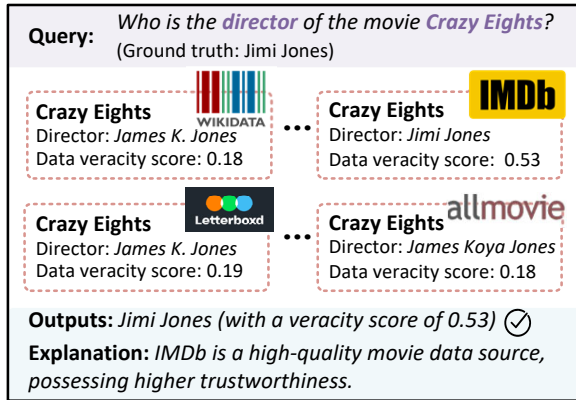 Query: Who is the director of the movie Crazy Eights?
(Ground truth: Jimi Jones)
WIKIDATA
Crazy Eights
Director: James K. Jones
Data veracity score: 0.18
...
IMDb
Crazy Eights
Director: Jimi Jones
Data veracity score: 0.53
Letterboxd
Crazy Eights
Director: James K. Jones
Data veracity score: 0.19
...
allmovie
Crazy Eights
Director: James Koya Jones
Data veracity score: 0.18
Outputs: Jimi Jones (with a veracity score of 0.53)
Explanation: IMDb is a high-quality movie data source,
possessing higher trustworthiness.